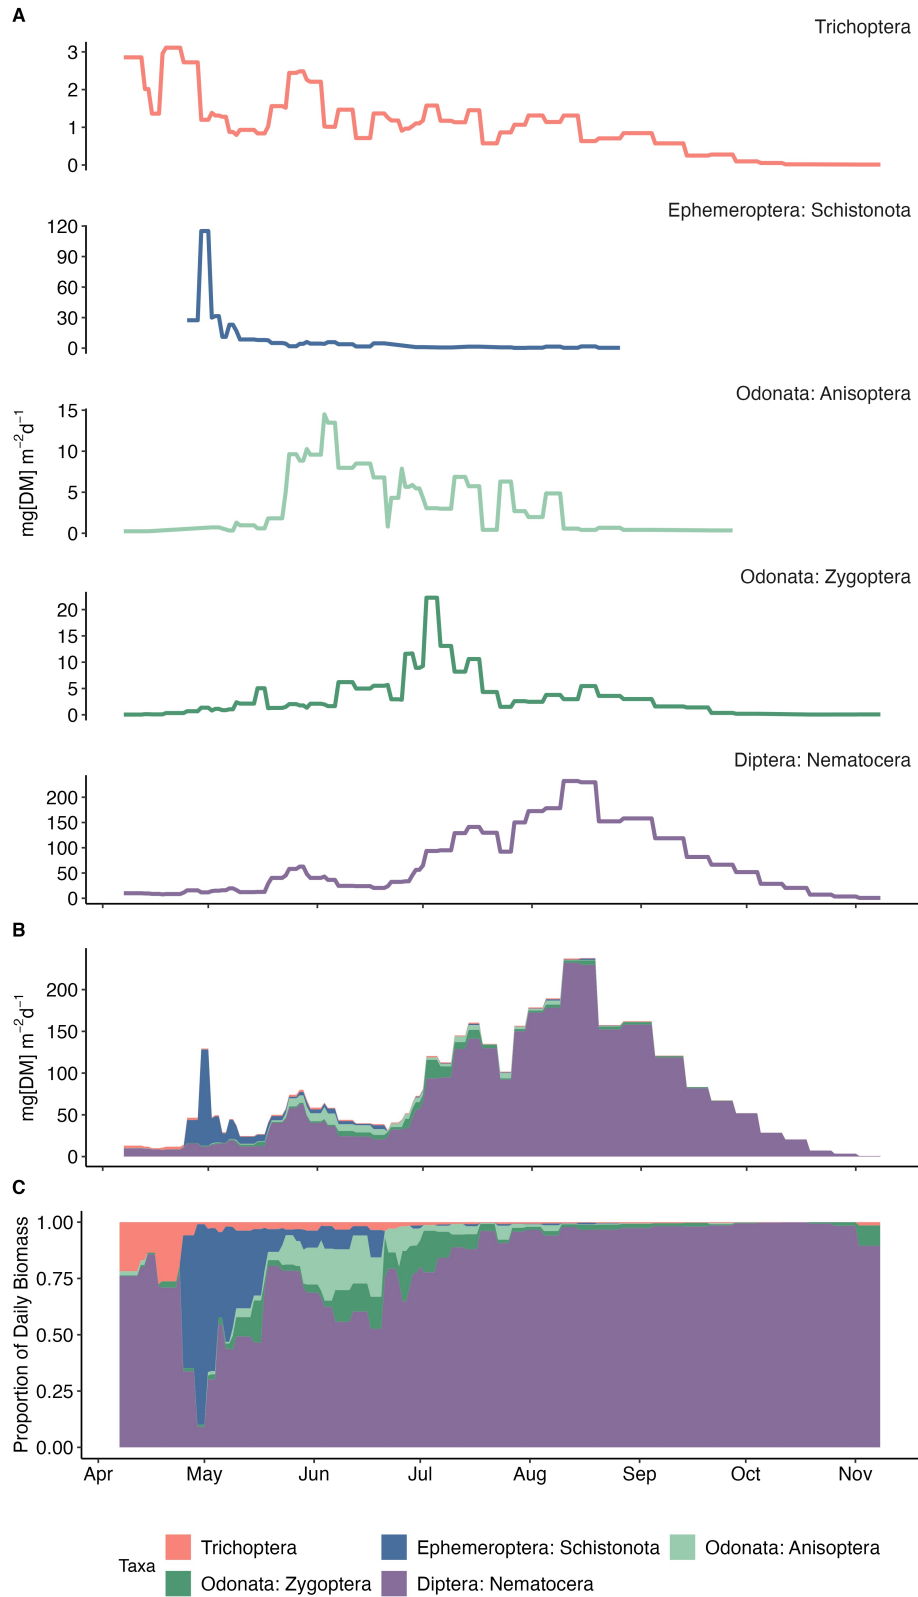 A
Trichoptera
3
2
1
0
Ephemeroptera: Schistonota
120
90
60
30
0
Odonata: Anisoptera
15
10
5
0
mg[DM] m⁻²d⁻¹
Odonata: Zygoptera
20
15
10
5
0
Diptera: Nematocera
200
150
100
50
0
B
200
150
100
50
0
mg[DM] m⁻²d⁻¹
C
1.00
0.75
0.50
0.25
0.00
Proportion of Daily Biomass
Apr May Jun Jul Aug Sep Oct Nov
Taxa
Trichoptera Ephemeroptera: Schistonota Odonata: Anisoptera
Odonata: Zygoptera Diptera: Nematocera